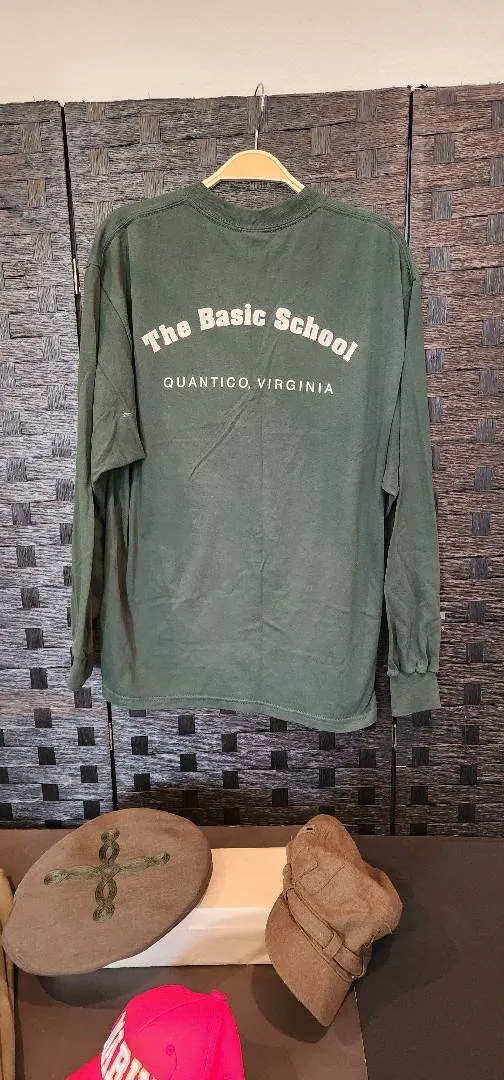 The Basic School
QUANTICO, VIRGINIA